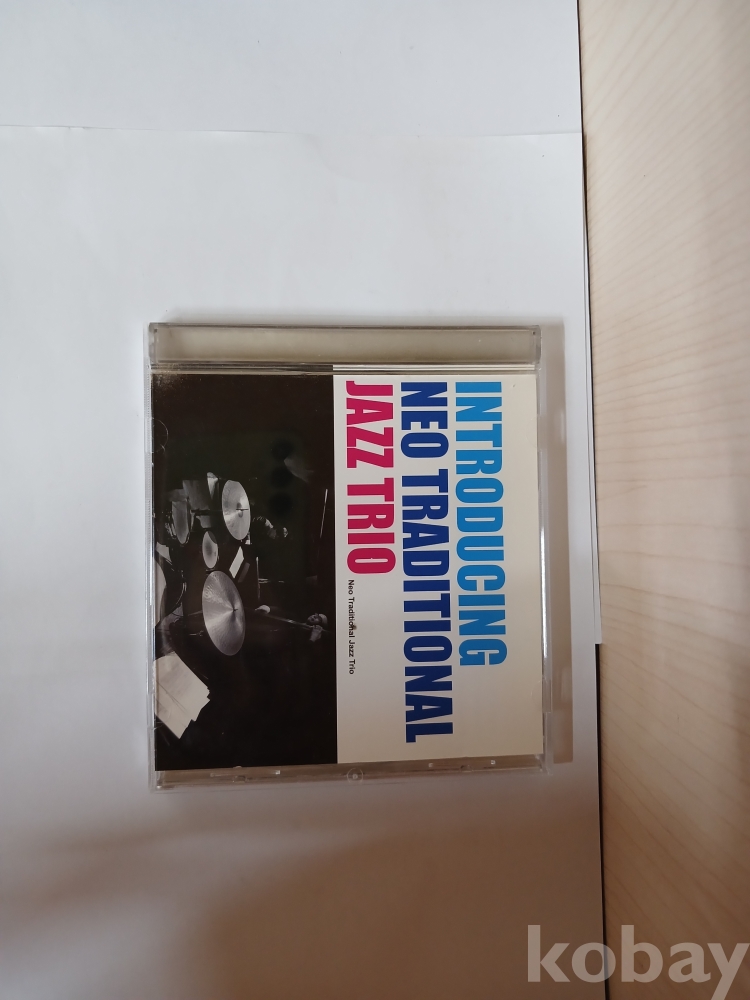 INTRODUCING
NEO TRADITIONAL
JAZZ TRIO
Neo Traditional Jazz Trio
kobay